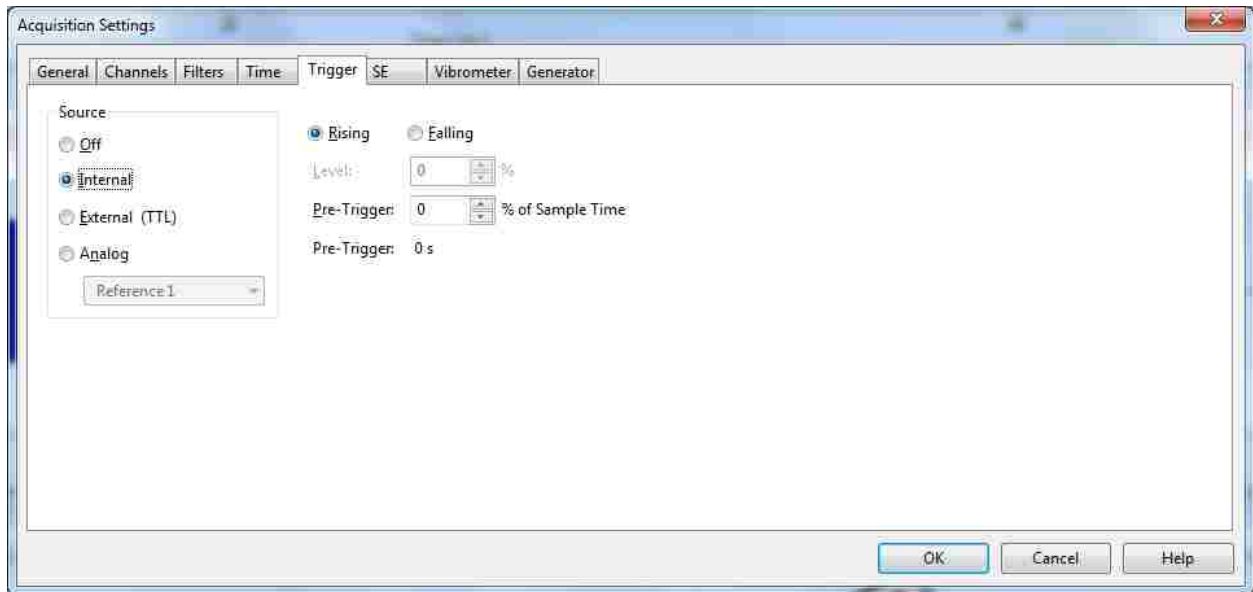 Acquisition Settings
General Channels Filters Time Trigger SE Vibrometer Generator
Source
Off
Internal
External (TTL)
Analog
Reference 1
Rising Falling
Level: 0 %
Pre-Trigger: 0 % of Sample Time
Pre-Trigger: 0 s
OK Cancel Help